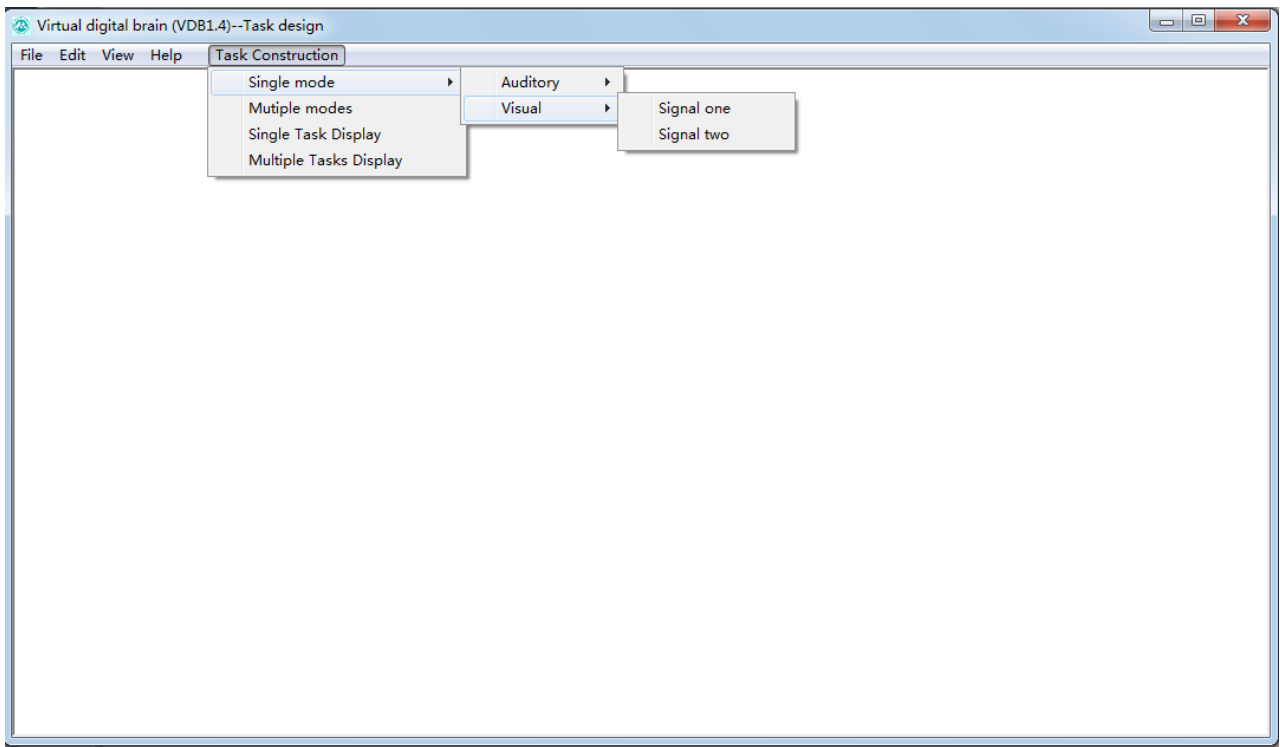 Virtual digital brain (VDB1.4)--Task design
File Edit View Help Task Construction
Single mode Auditory
Mutiple modes Visual Signal one
Single Task Display Signal two
Multiple Tasks Display